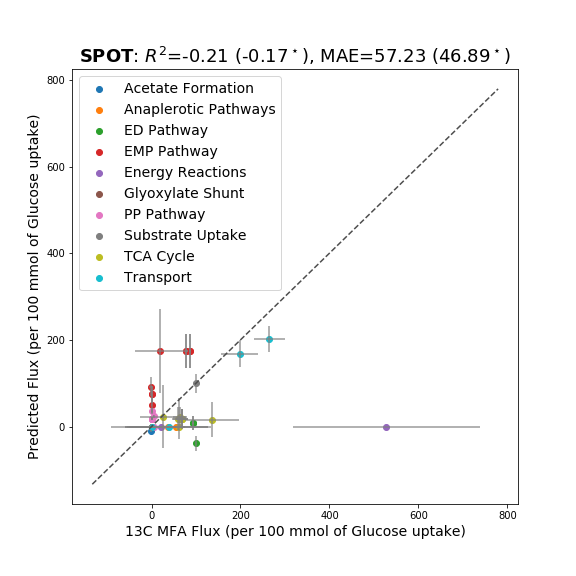 SPOT: R²=-0.21 (-0.17*), MAE=57.23 (46.89*)
800
600
400
200
0
Predicted Flux (per 100 mmol of Glucose uptake)
Acetate Formation
Anaplerotic Pathways
ED Pathway
EMP Pathway
Energy Reactions
Glyoxylate Shunt
PP Pathway
Substrate Uptake
TCA Cycle
Transport
0 200 400 600 800
13C MFA Flux (per 100 mmol of Glucose uptake)